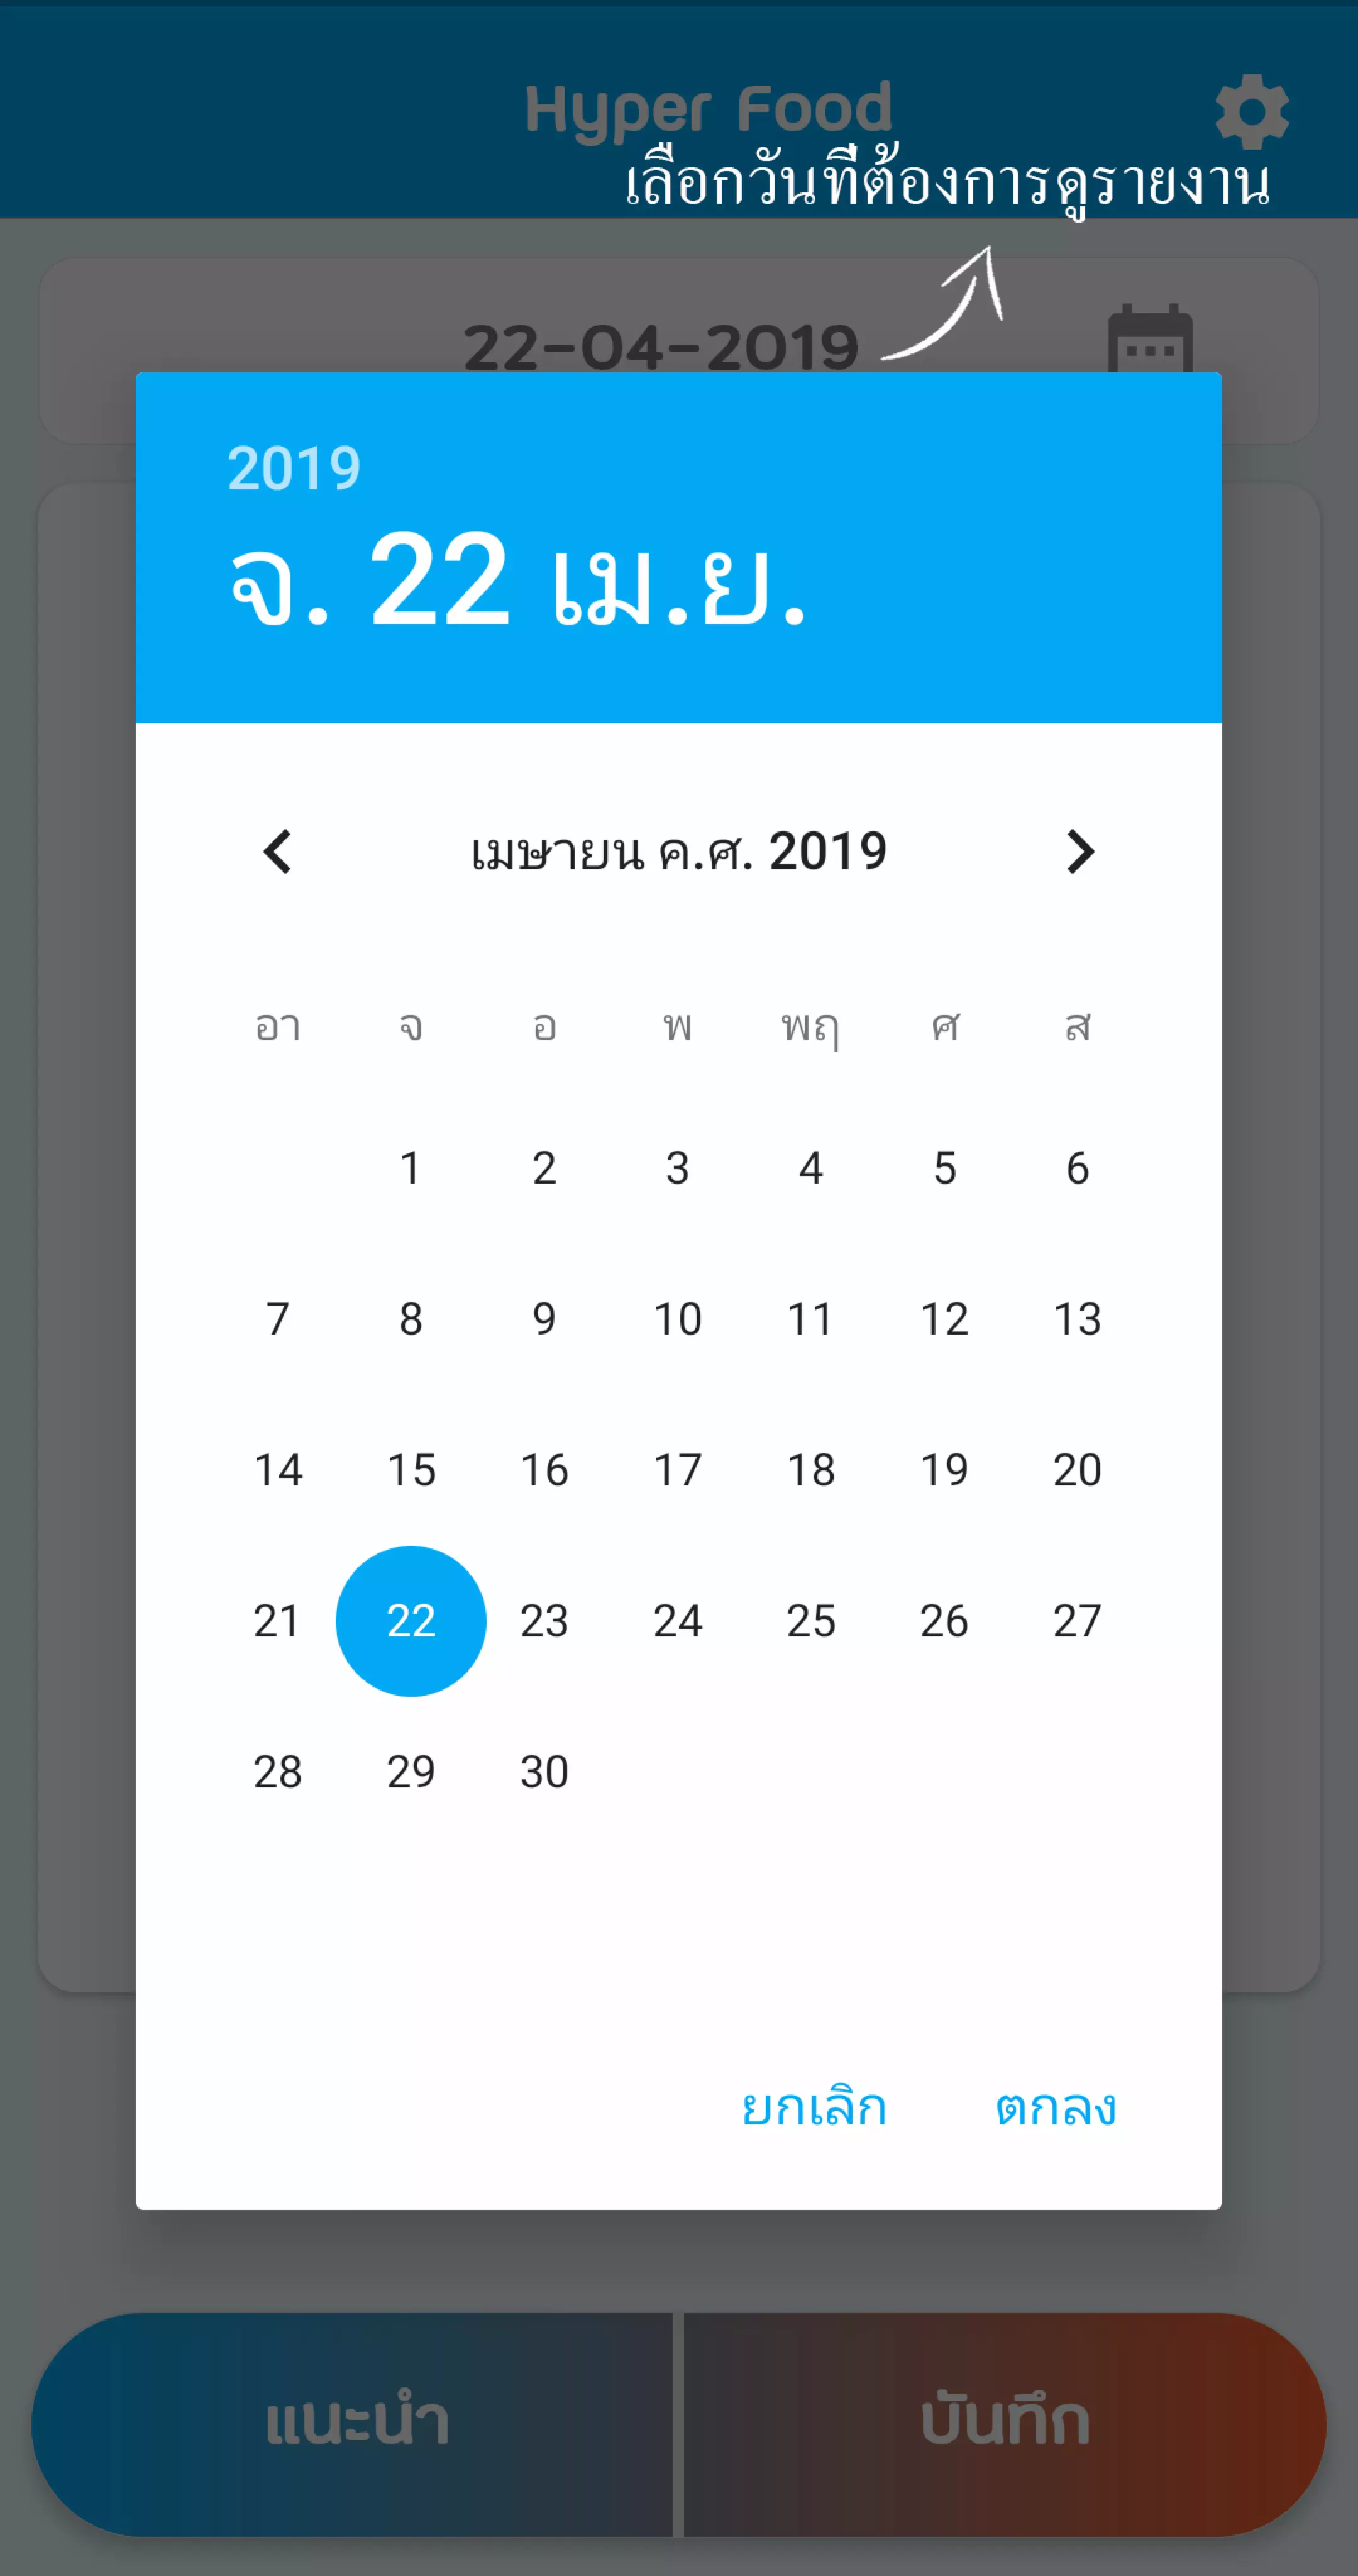 Hyper Food
เลือกวันที่ต้องการดูรายงาน
22-04-2019
2019
จ. 22 เม.ย.
เมษายน ค.ศ. 2019
อา จ อ พ พฤ ศ ส
1 2 3 4 5 6
7 8 9 10 11 12 13
14 15 16 17 18 19 20
21 22 23 24 25 26 27
28 29 30
ยกเลิก ตกลง
แนะนำ บันทึก